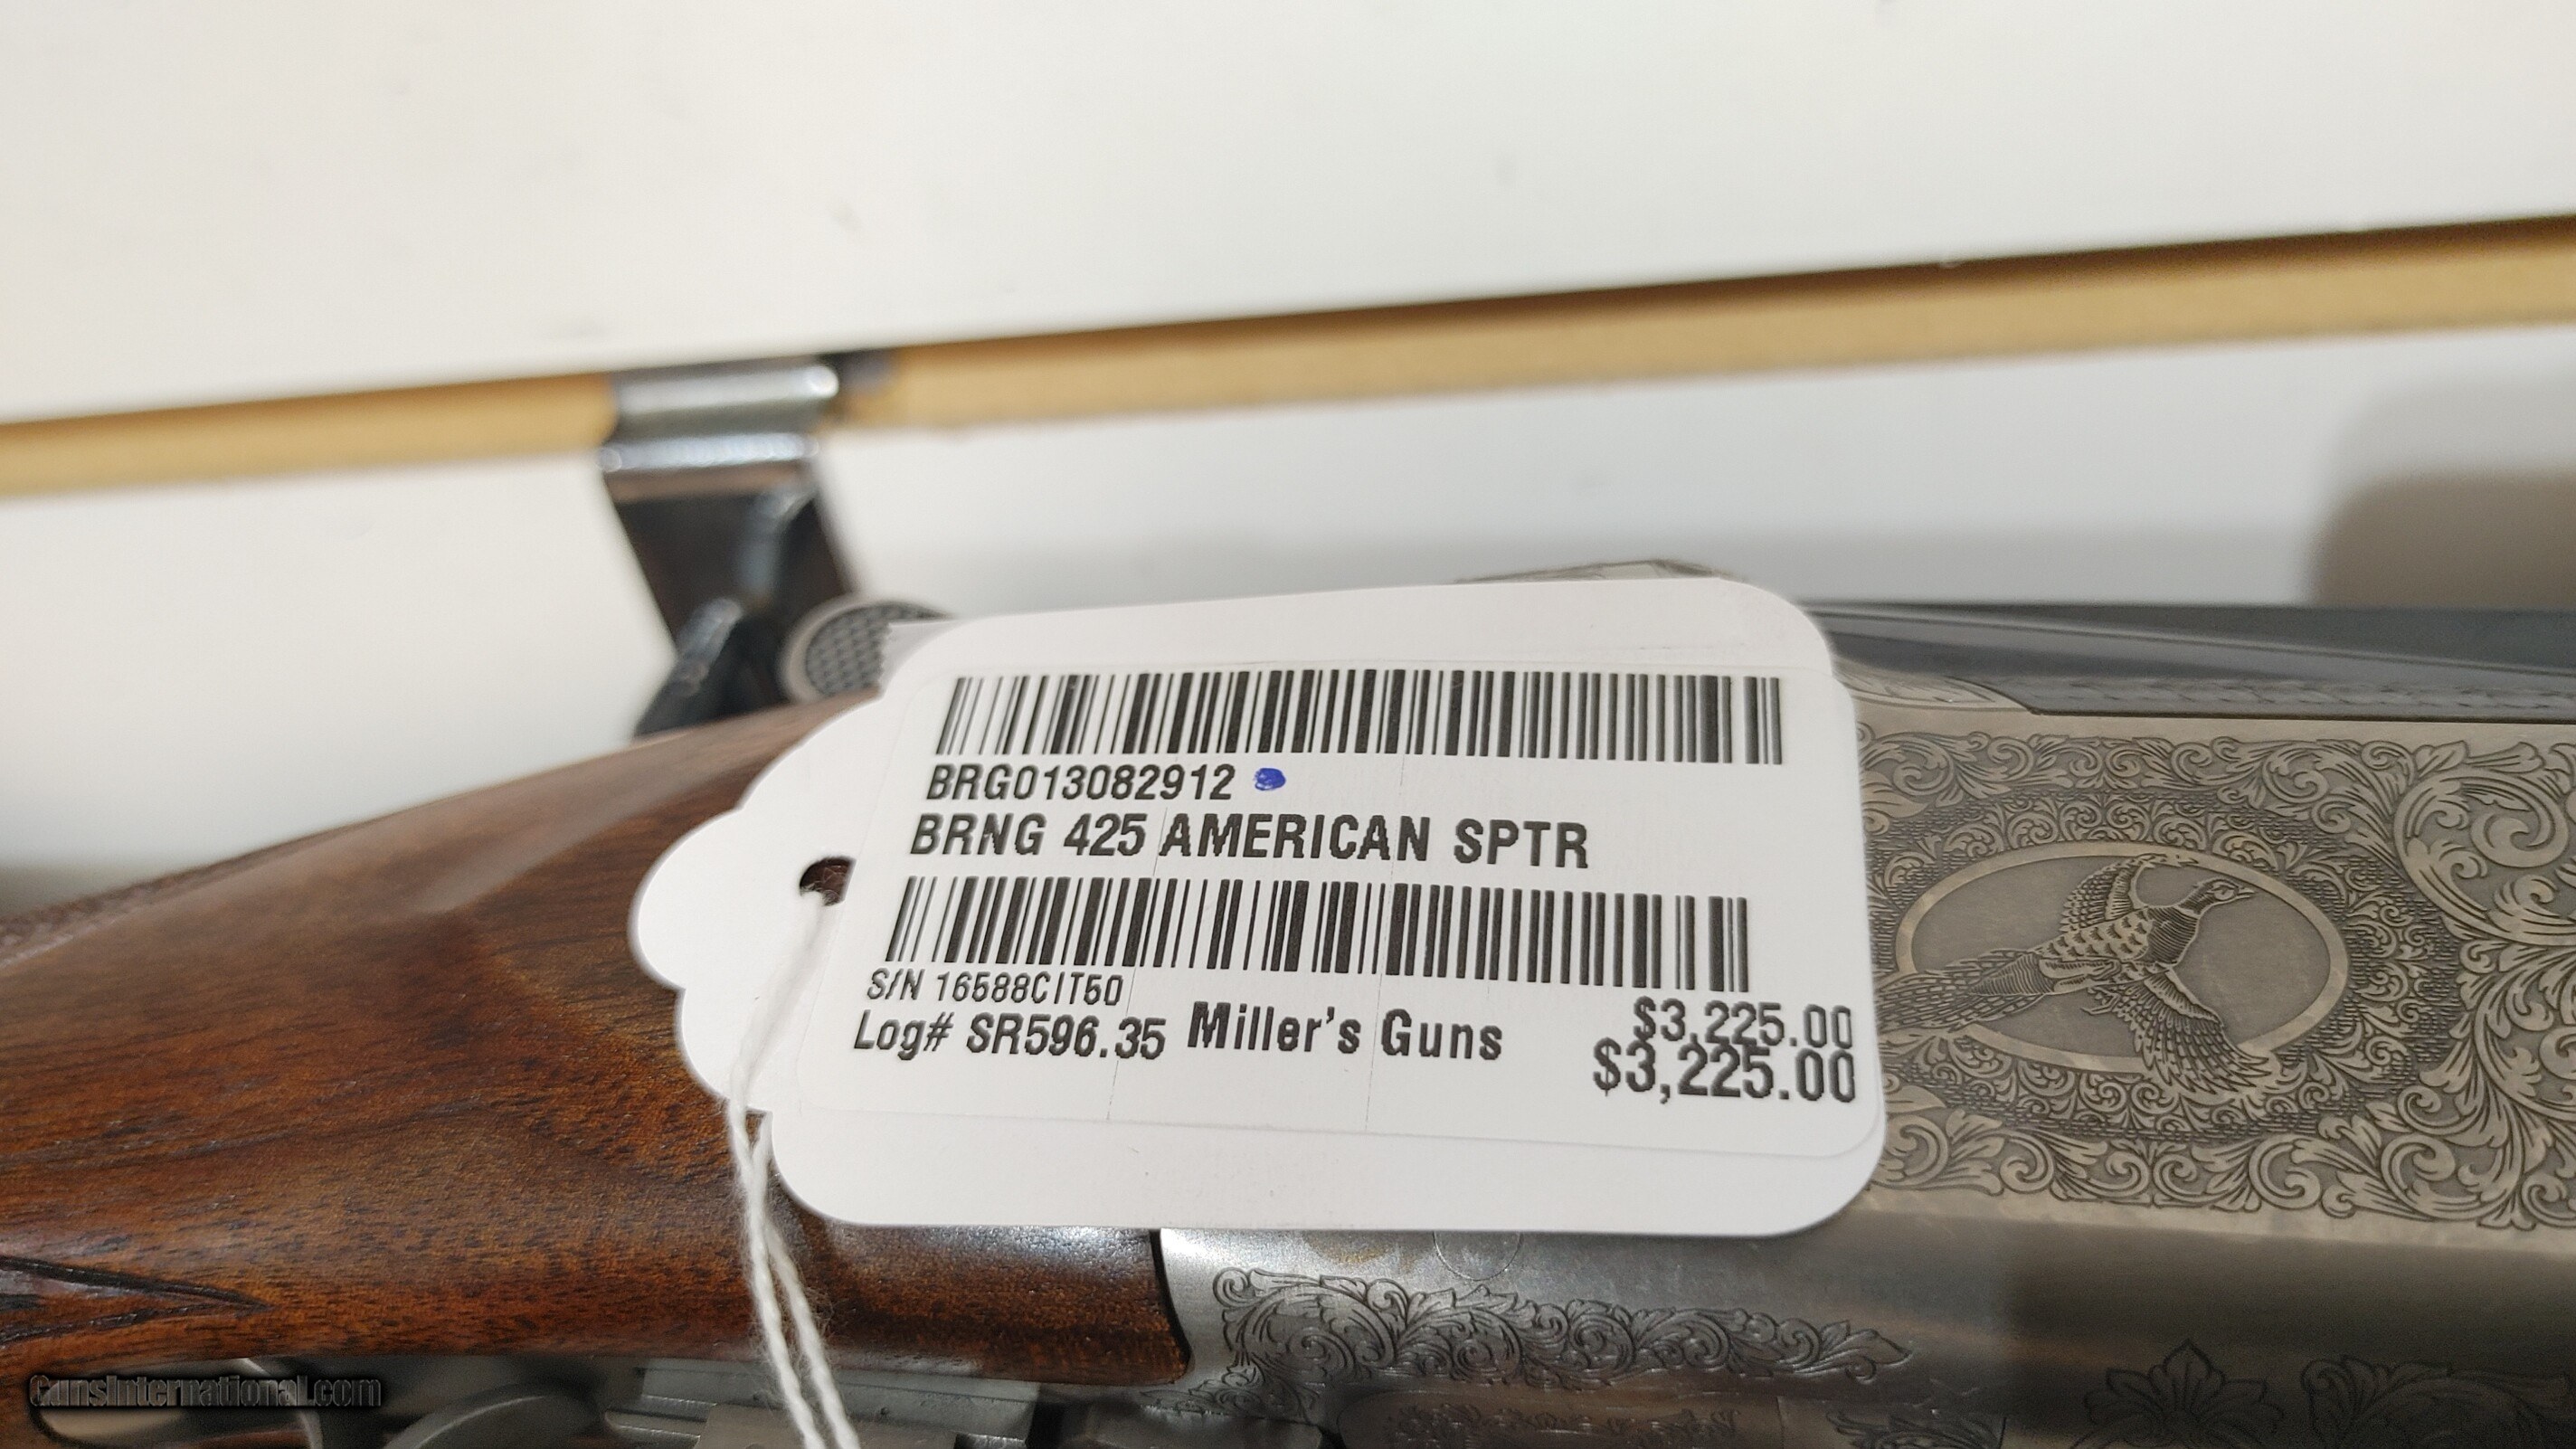 BRG013082912
BRNG 425 AMERICAN SPTR
S/N 16588CIT50
Log# SR596.35 Miller's Guns
$3,225.00
$3,225.00
GunsInternational.com